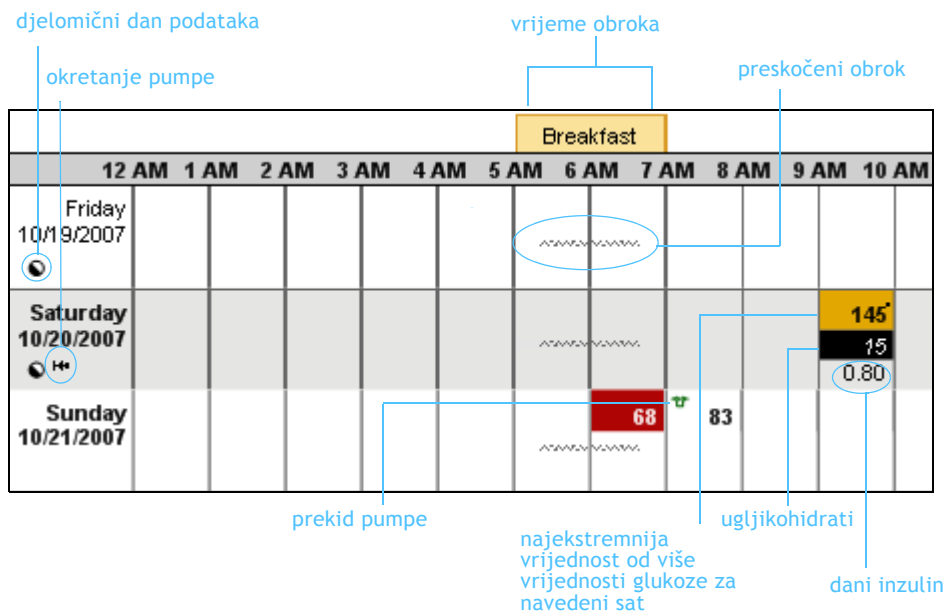 djelomični dan podataka
vrijeme obroka
okretanje pumpe
preskočeni obrok
Breakfast
12 AM 1 AM 2 AM 3 AM 4 AM 5 AM 6 AM 7 AM 8 AM 9 AM 10 AM
Friday
10/19/2007
Saturday
10/20/2007
145
15
0.80
Sunday
10/21/2007
68
83
prekid pumpe
ugljikohidrati
najekstremnija
vrijednost od više
vrijednosti glukoze za
navedeni sat
dani inzulin